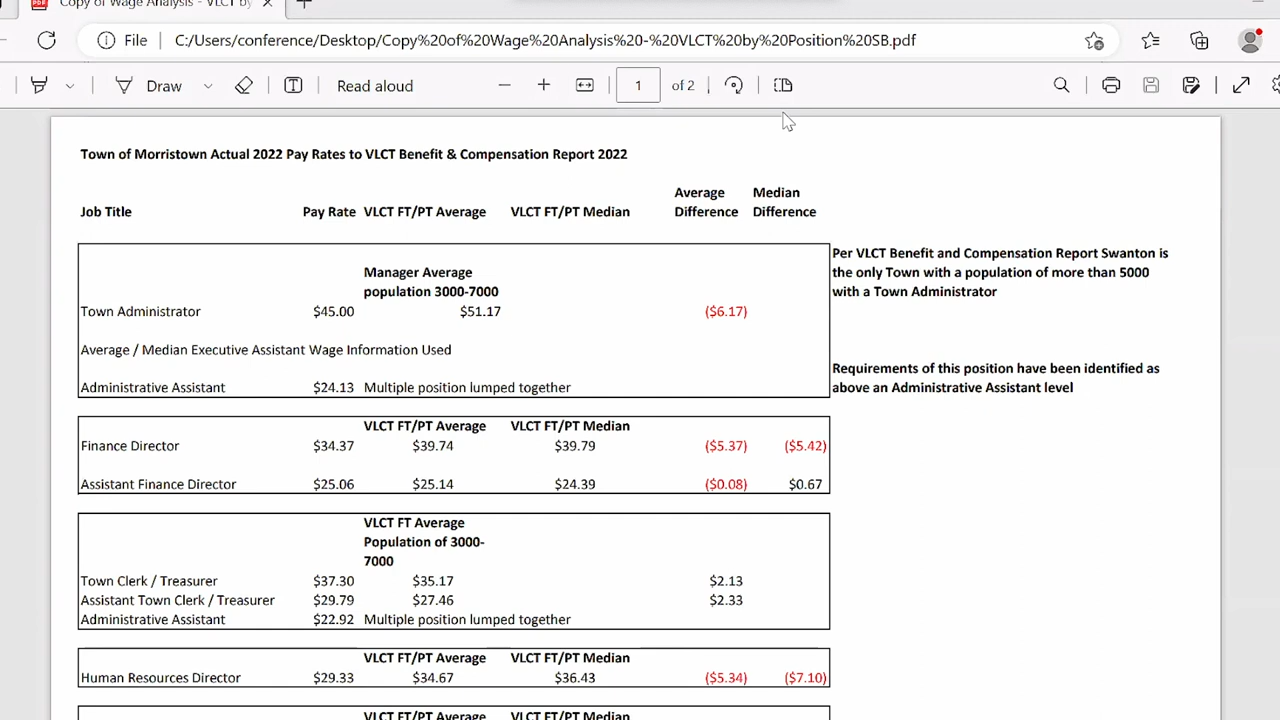 Copy of Wage Analysis - VLCT by
File C:/Users/conference/Desktop/Copy%20of%20Wage%20Analysis%20-%20VLCT%20by%20Position%20SB.pdf
Draw T Read aloud 1 of 2
Town of Morristown Actual 2022 Pay Rates to VLCT Benefit & Compensation Report 2022
Average Median
Job Title Pay Rate VLCT FT/PT Average VLCT FT/PT Median Difference Difference
Per VLCT Benefit and Compensation Report Swanton is
Manager Average the only Town with a population of more than 5000
population 3000-7000 with a Town Administrator
Town Administrator $45.00 $51.17 ($6.17)
Average / Median Executive Assistant Wage Information Used
Requirements of this position have been identified as
Administrative Assistant $24.13 Multiple position lumped together above an Administrative Assistant level
VLCT FT/PT Average VLCT FT/PT Median
Finance Director $34.37 $39.74 $39.79 ($5.37) ($5.42)
Assistant Finance Director $25.06 $25.14 $24.39 ($0.08) $0.67
VLCT FT Average
Population of 3000-
7000
Town Clerk / Treasurer $37.30 $35.17 $2.13
Assistant Town Clerk / Treasurer $29.79 $27.46 $2.33
Administrative Assistant $22.92 Multiple position lumped together
VLCT FT/PT Average VLCT FT/PT Median
Human Resources Director $29.33 $34.67 $36.43 ($5.34) ($7.10)
VLCT FT/PT Average VLCT FT/PT Median